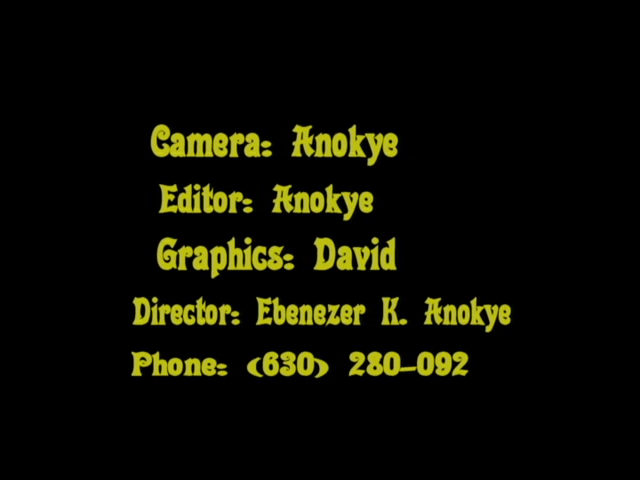 Camera: Anokye
Editor: Anokye
Graphics: David
Director: Ebenezer K. Anokye
Phone: (630) 280-092